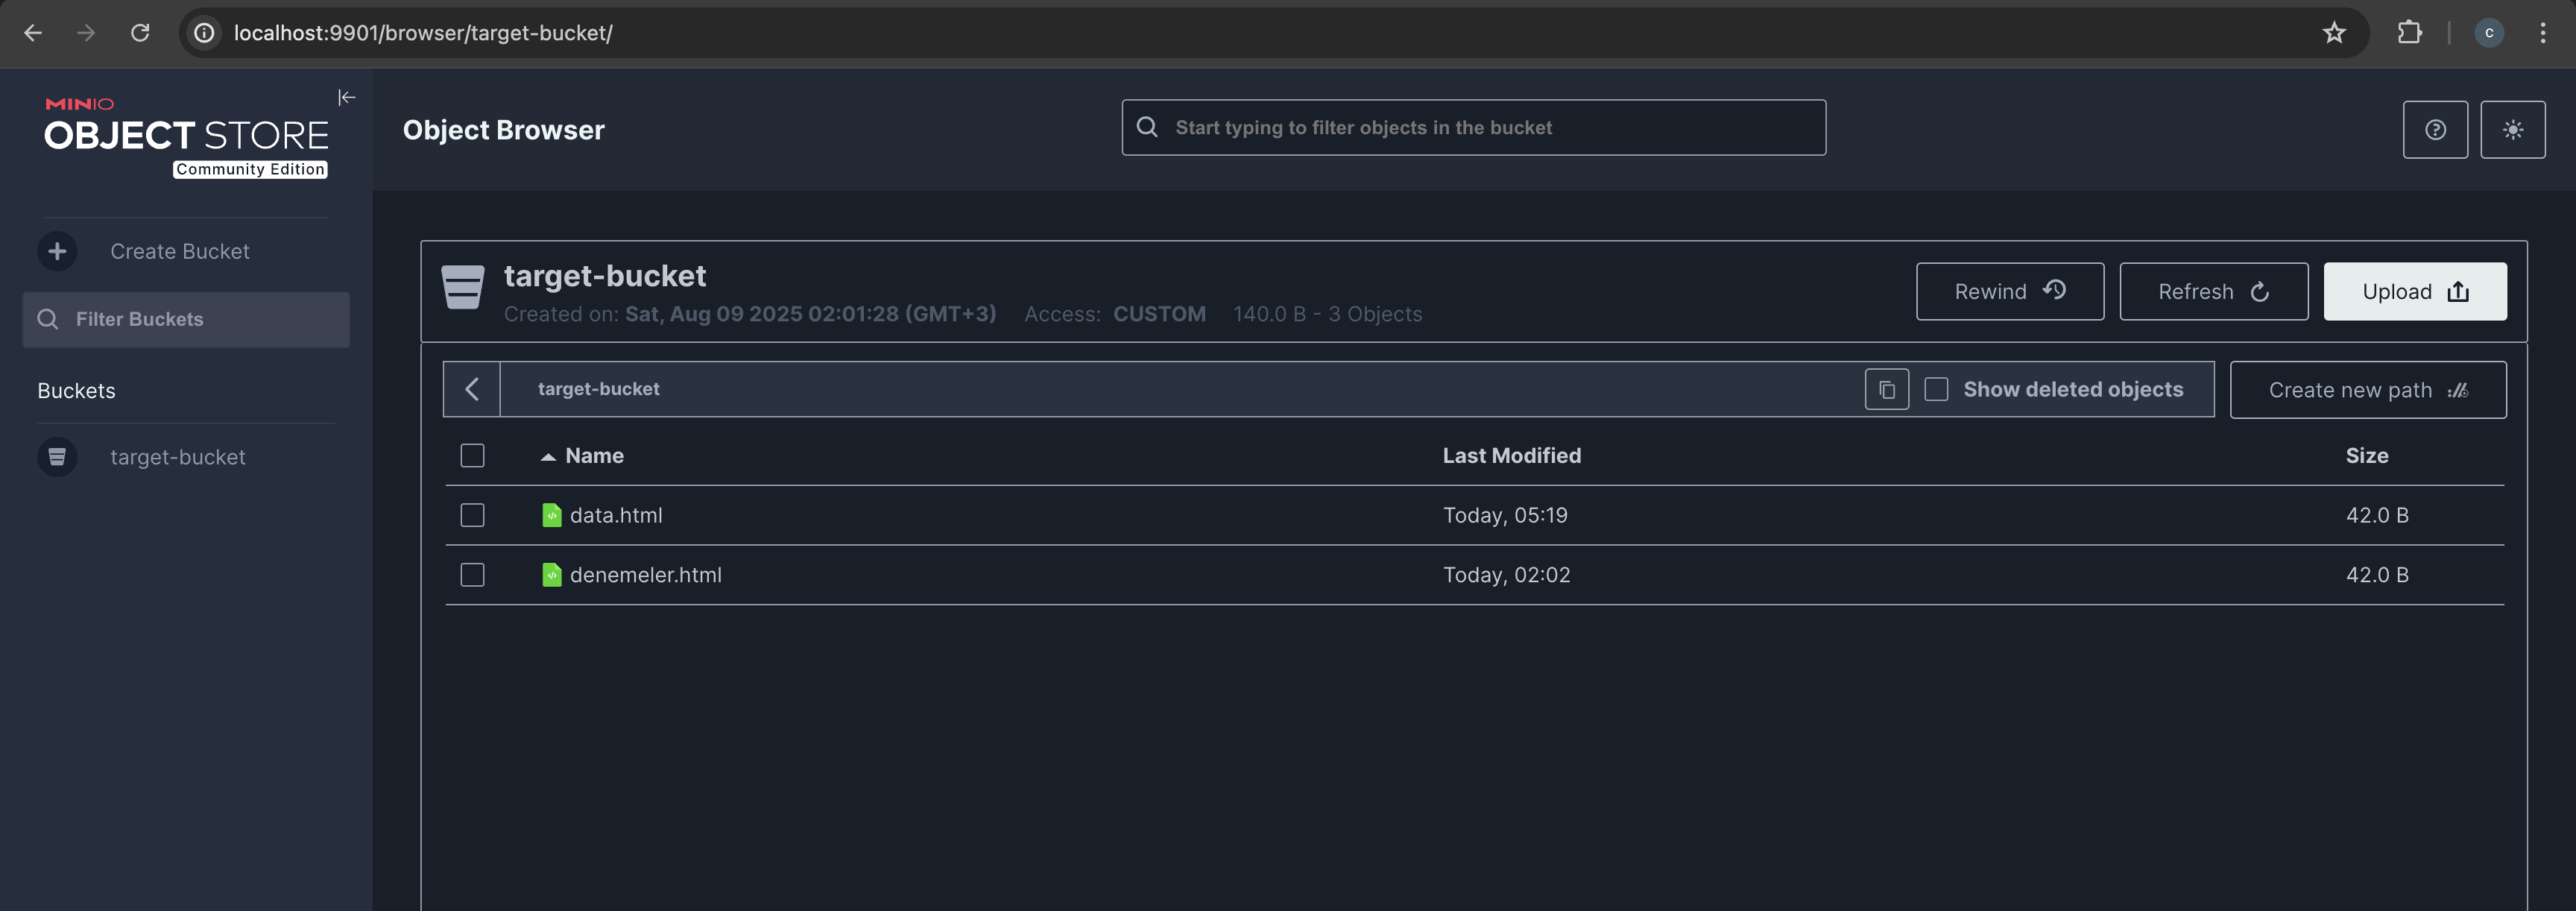 localhost:9901/browser/target-bucket/
C
MINIO
OBJECT STORE
Community Edition
Create Bucket
Filter Buckets
Buckets
target-bucket
Object Browser
Start typing to filter objects in the bucket
target-bucket
Created on: Sat, Aug 09 2025 02:01:28 (GMT+3) Access: CUSTOM 140.0 B - 3 Objects
Rewind
Refresh
Upload
target-bucket
Show deleted objects
Create new path
Name Last Modified Size
data.html Today, 05:19 42.0 B
denemeler.html Today, 02:02 42.0 B